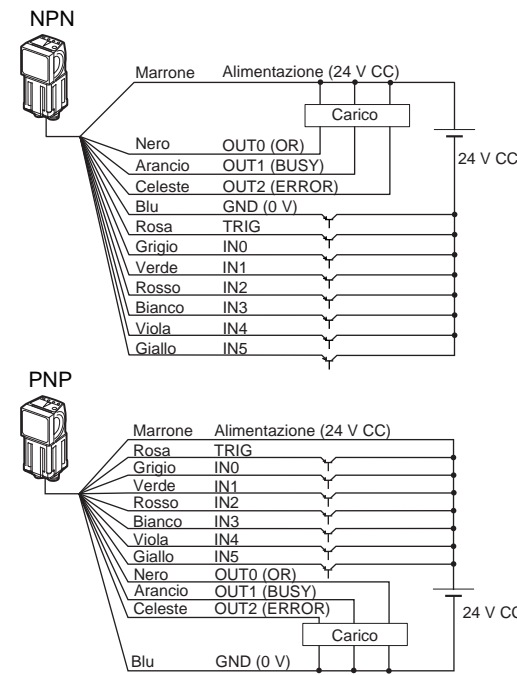 NPN
Marrone Alimentazione (24 V CC)
Carico
24 V CC
Nero OUT0 (OR)
Arancio OUT1 (BUSY)
Celeste OUT2 (ERROR)
Blu GND (0 V)
Rosa TRIG
Grigio IN0
Verde IN1
Rosso IN2
Bianco IN3
Viola IN4
Giallo IN5
PNP
Marrone Alimentazione (24 V CC)
Rosa TRIG
Grigio IN0
Verde IN1
Rosso IN2
Bianco IN3
Viola IN4
Giallo IN5
Nero OUT0 (OR)
Arancio OUT1 (BUSY)
Celeste OUT2 (ERROR)
24 V CC
Carico
Blu GND (0 V)